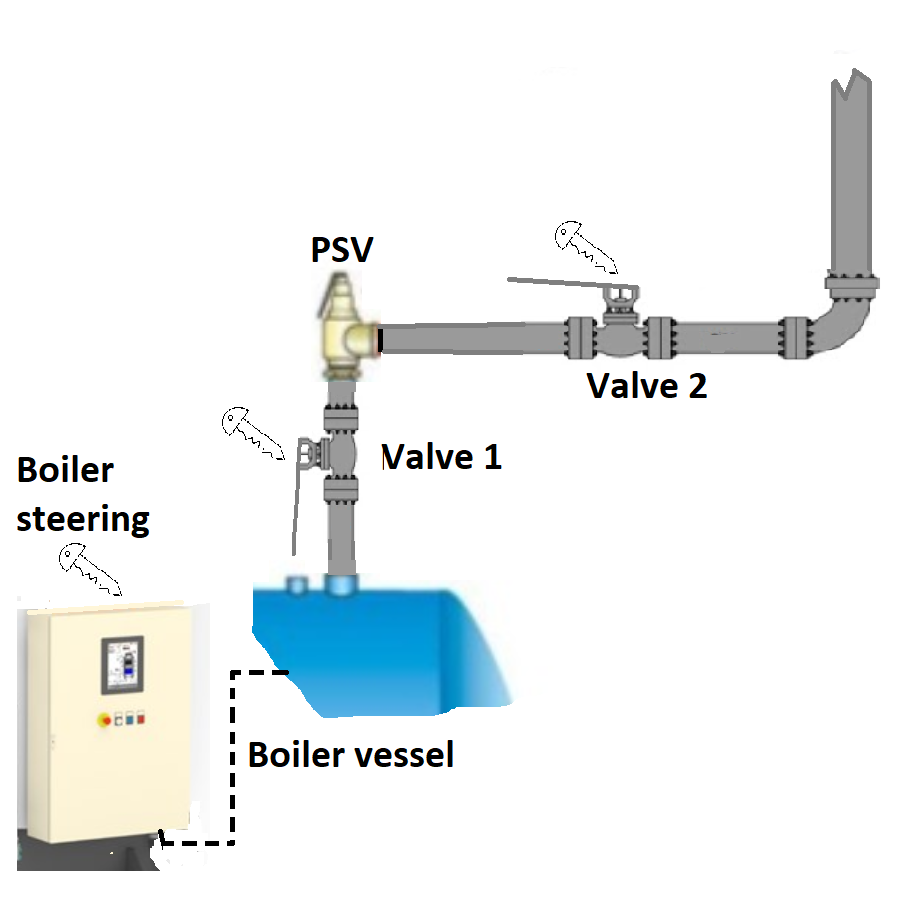 PSV
Valve 2
Valve 1
Boiler
steering
Boiler vessel